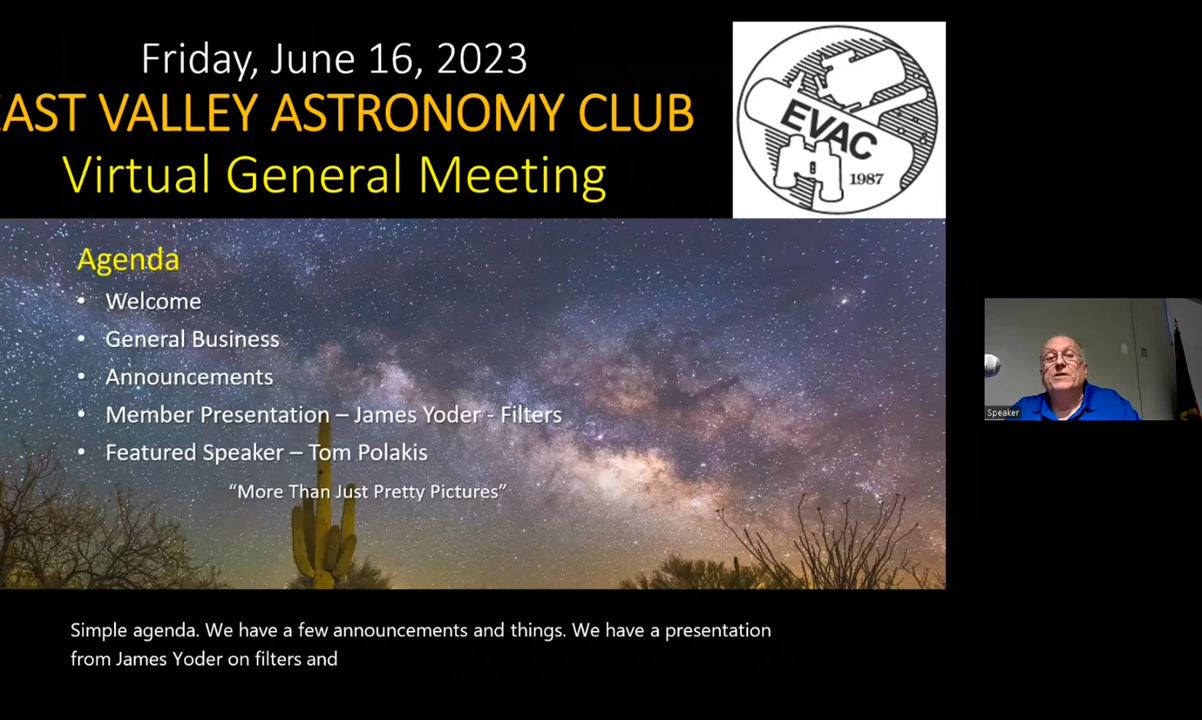 Friday, June 16, 2023
EAST VALLEY ASTRONOMY CLUB
Virtual General Meeting
EVAC
1987
Agenda
• Welcome
• General Business
• Announcements
• Member Presentation – James Yoder - Filters
• Featured Speaker – Tom Polakis
“More Than Just Pretty Pictures”
Speaker
Simple agenda. We have a few announcements and things. We have a presentation
from James Yoder on filters and